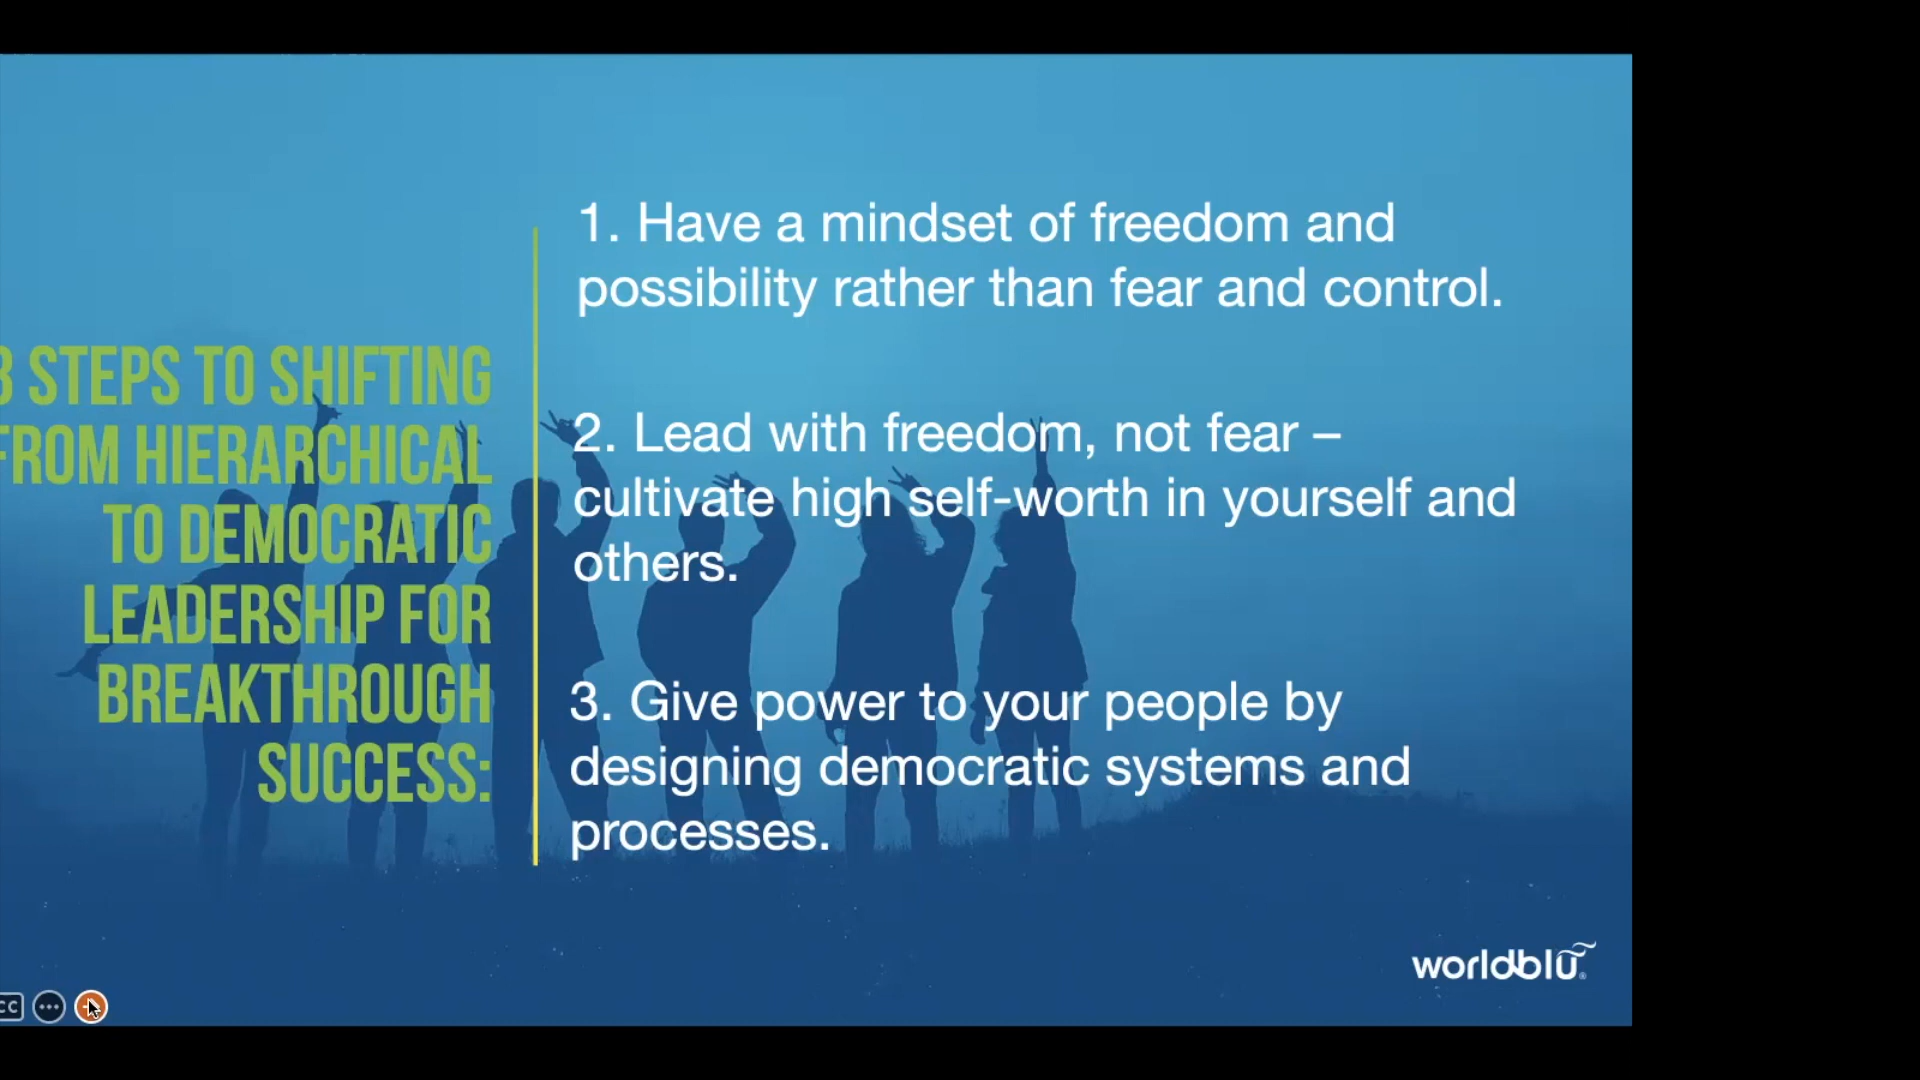 3 STEPS TO SHIFTING
FROM HIERARCHICAL
TO DEMOCRATIC
LEADERSHIP FOR
BREAKTHROUGH
SUCCESS:
1. Have a mindset of freedom and
possibility rather than fear and control.
2. Lead with freedom, not fear –
cultivate high self-worth in yourself and
others.
3. Give power to your people by
designing democratic systems and
processes.
worldblu®
CC